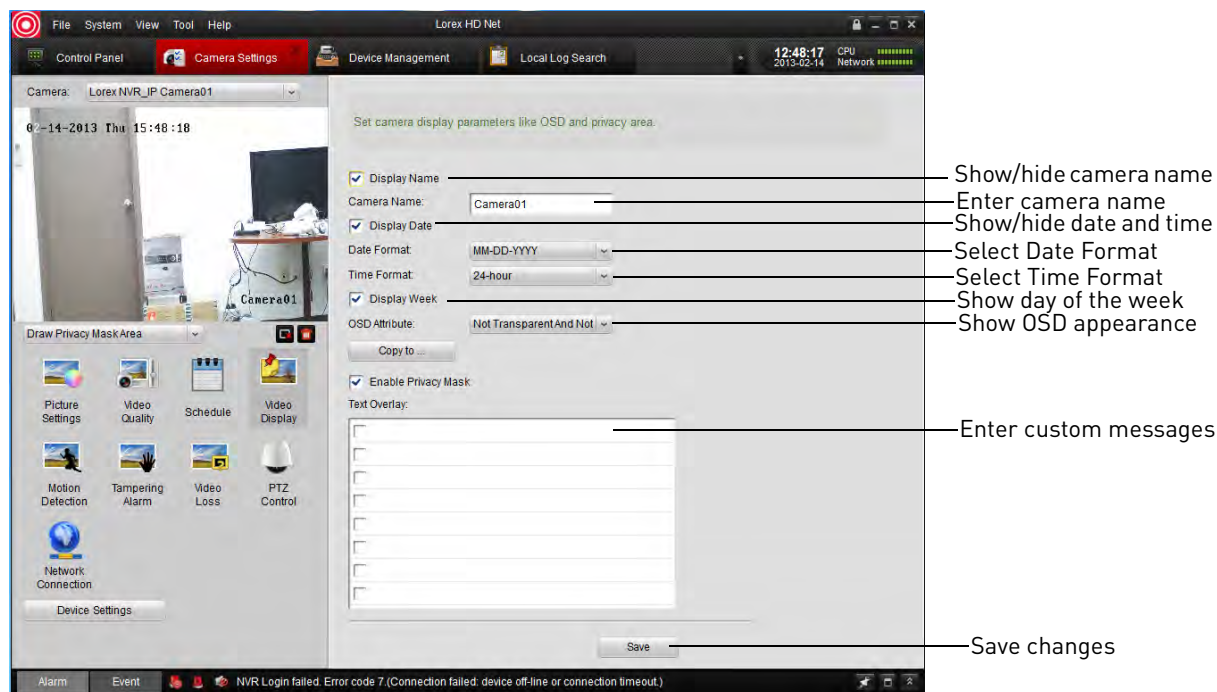 File System View Tool Help
Lorex HD Net
Control Panel
Camera Settings
Device Management
Local Log Search
12:48:17
2013-02-14
CPU
Network
Camera:
Lorex NVR_IP Camera01
-14-2013 Thu 15:48:18
Camera01
Draw Privacy Mask Area
Picture Settings
Video Quality
Schedule
Video Display
Motion Detection
Tampering Alarm
Video Loss
PTZ Control
Network Connection
Device Settings
Set camera display parameters like OSD and privacy area.
Display Name
Camera Name:
Camera01
Display Date
Date Format:
MM-DD-YYYY
Time Format:
24-hour
Display Week
OSD Attribute:
Not Transparent And Not
Copy to ...
Enable Privacy Mask
Text Overlay:
Save
Show/hide camera name
Enter camera name
Show/hide date and time
Select Date Format
Select Time Format
Show day of the week
Show OSD appearance
Enter custom messages
Save changes
Alarm
Event
NVR Login failed. Error code 7.(Connection failed: device off-line or connection timeout.)